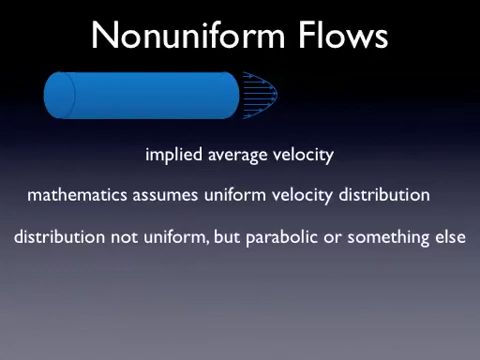 Nonuniform Flows
implied average velocity
mathematics assumes uniform velocity distribution
distribution not uniform, but parabolic or something else